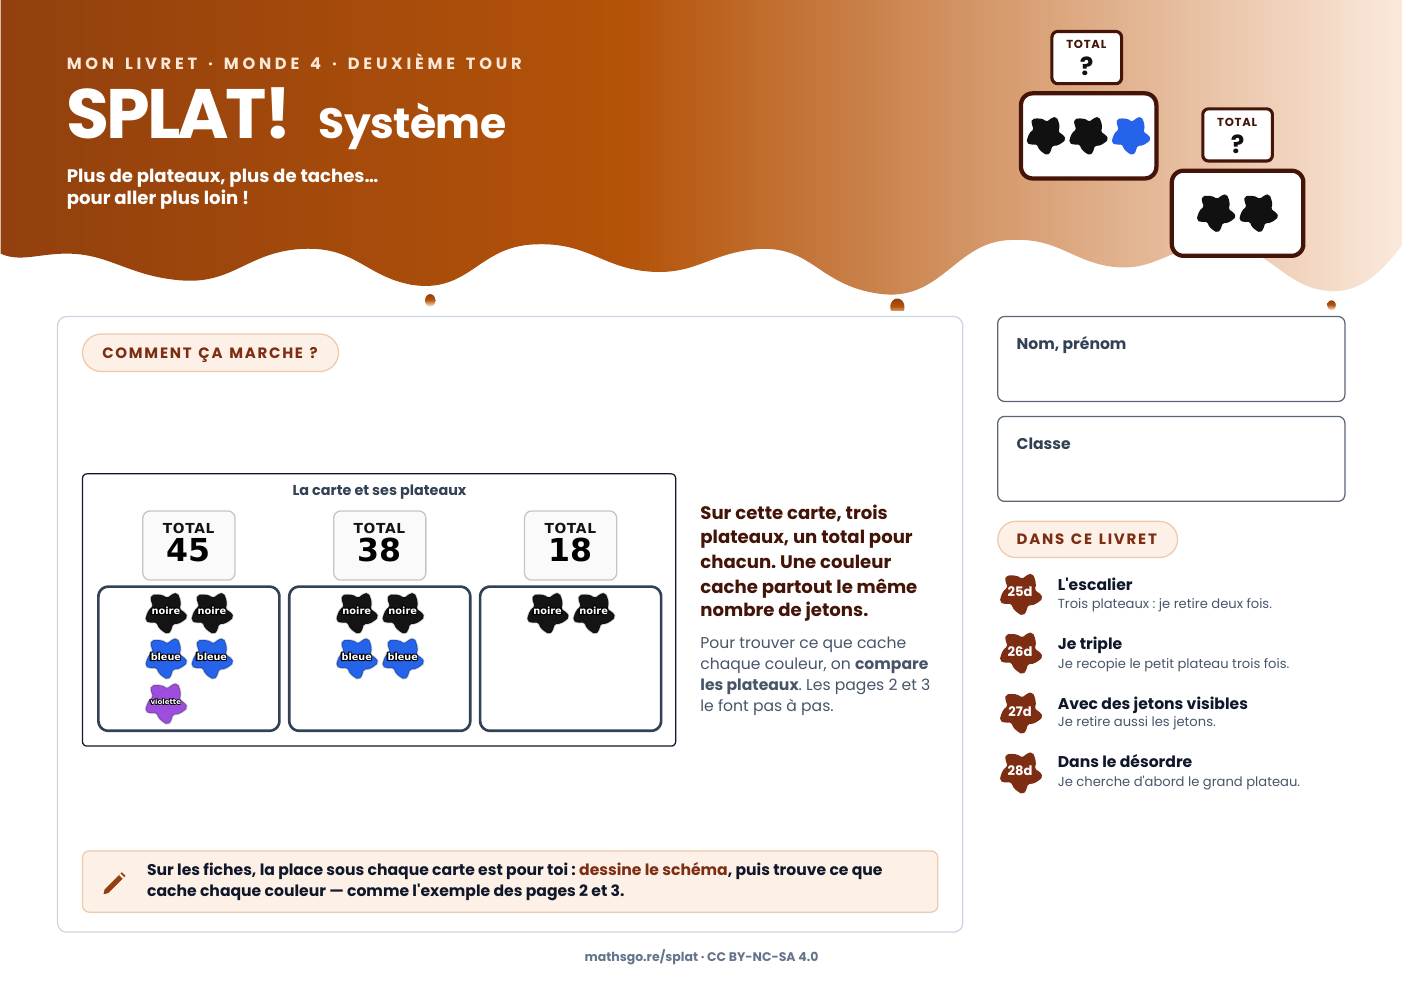 MON LIVRET · MONDE 4 · DEUXIÈME TOUR
SPLAT! Système
Plus de plateaux, plus de taches...
pour aller plus loin !
TOTAL
?
TOTAL
?
COMMENT ÇA MARCHE ?
La carte et ses plateaux
TOTAL
45
TOTAL
38
TOTAL
18
noire noire
bleue bleue
violette
noire noire
bleue bleue
noire noire
Sur cette carte, trois
plateaux, un total pour
chacun. Une couleur
cache partout le même
nombre de jetons.
Pour trouver ce que cache
chaque couleur, on compare
les plateaux. Les pages 2 et 3
le font pas à pas.
Sur les fiches, la place sous chaque carte est pour toi : dessine le schéma, puis trouve ce que
cache chaque couleur — comme l'exemple des pages 2 et 3.
Nom, prénom
Classe
DANS CE LIVRET
25d L'escalier
Trois plateaux : je retire deux fois.
26d Je triple
Je recopie le petit plateau trois fois.
27d Avec des jetons visibles
Je retire aussi les jetons.
28d Dans le désordre
Je cherche d'abord le grand plateau.
mathsgo.re/splat · CC BY-NC-SA 4.0